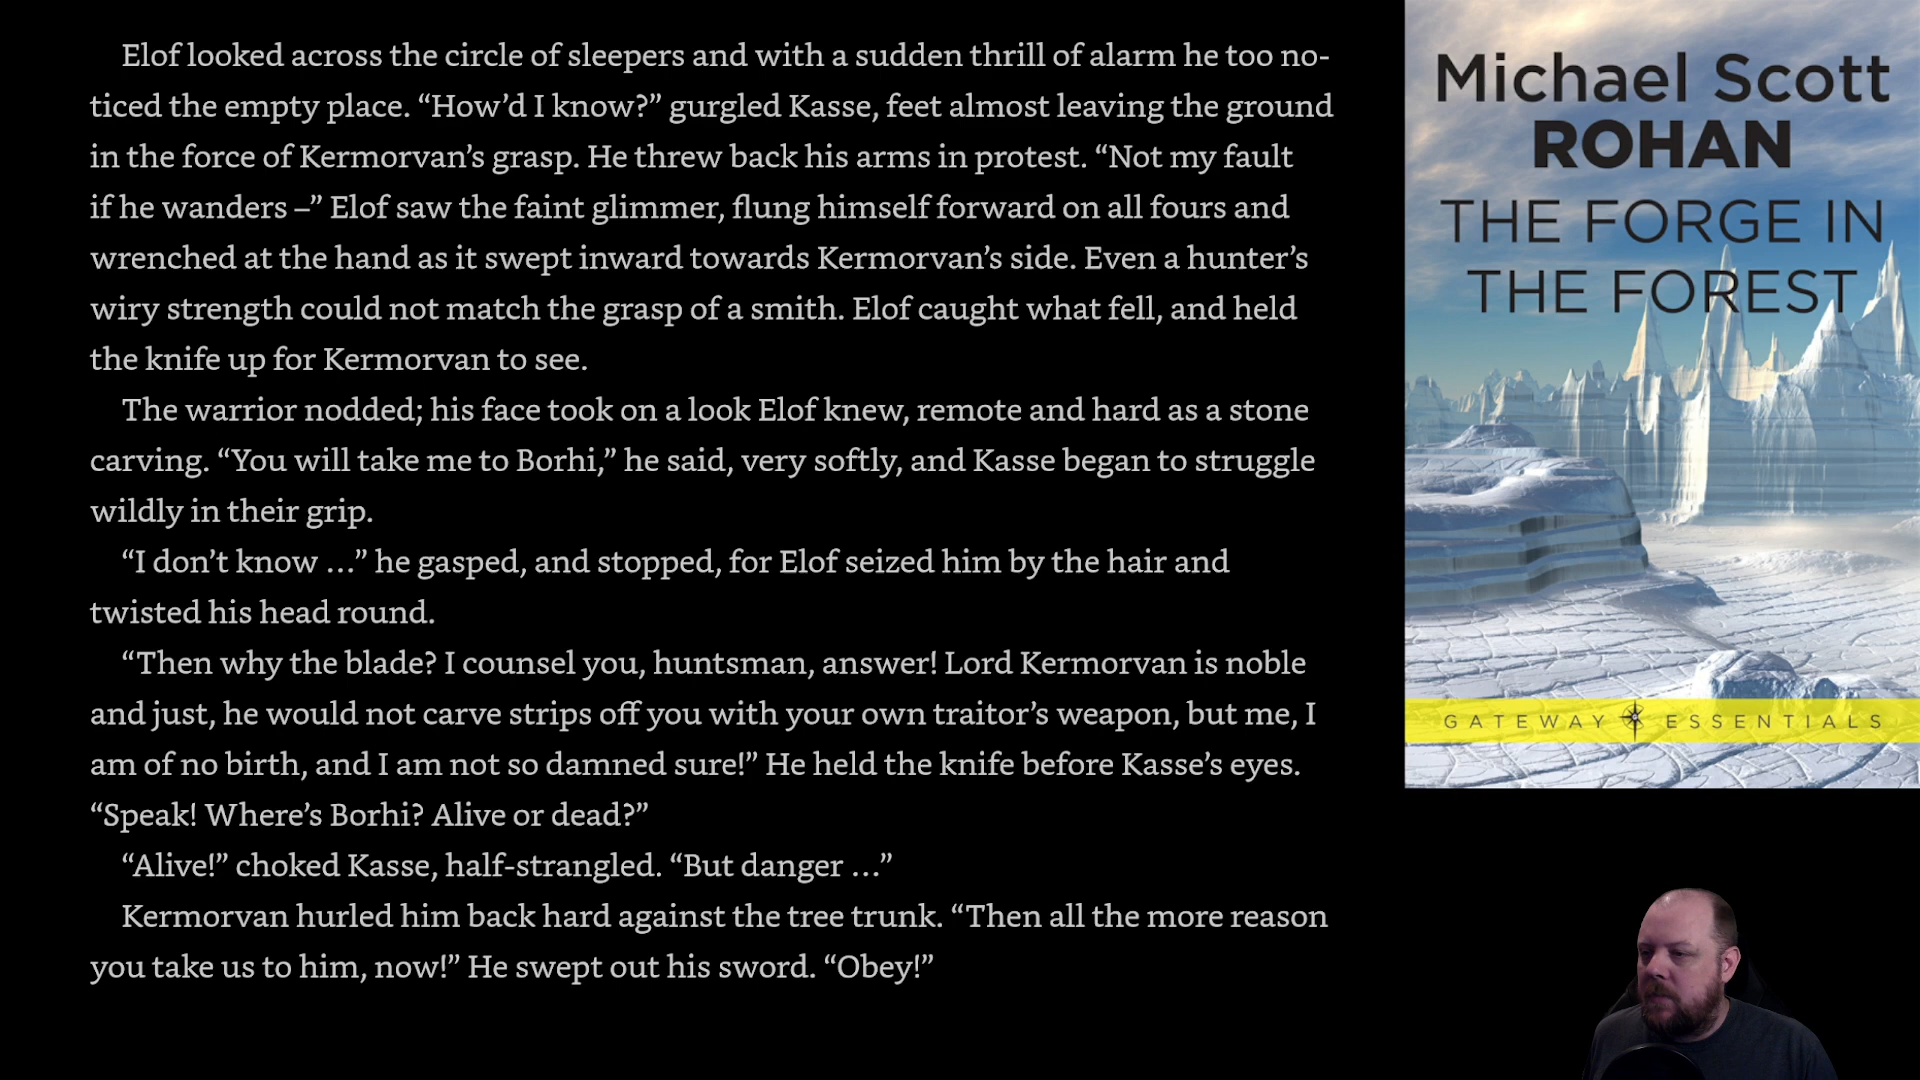 Elof looked across the circle of sleepers and with a sudden thrill of alarm he too no-
ticed the empty place. “How’d I know?” gurgled Kasse, feet almost leaving the ground
in the force of Kermorvan’s grasp. He threw back his arms in protest. “Not my fault
if he wanders –” Elof saw the faint glimmer, flung himself forward on all fours and
wrenched at the hand as it swept inward towards Kermorvan’s side. Even a hunter’s
wiry strength could not match the grasp of a smith. Elof caught what fell, and held
the knife up for Kermorvan to see.
The warrior nodded; his face took on a look Elof knew, remote and hard as a stone
carving. “You will take me to Borhi,” he said, very softly, and Kasse began to struggle
wildly in their grip.
“I don’t know …” he gasped, and stopped, for Elof seized him by the hair and
twisted his head round.
“Then why the blade? I counsel you, huntsman, answer! Lord Kermorvan is noble
and just, he would not carve strips off you with your own traitor’s weapon, but me, I
am of no birth, and I am not so damned sure!” He held the knife before Kasse’s eyes.
“Speak! Where’s Borhi? Alive or dead?”
“Alive!” choked Kasse, half-strangled. “But danger …”
Kermorvan hurled him back hard against the tree trunk. “Then all the more reason
you take us to him, now!” He swept out his sword. “Obey!”
Michael Scott
ROHAN
THE FORGE IN
THE FOREST
GATEWAY ESSENTIALS